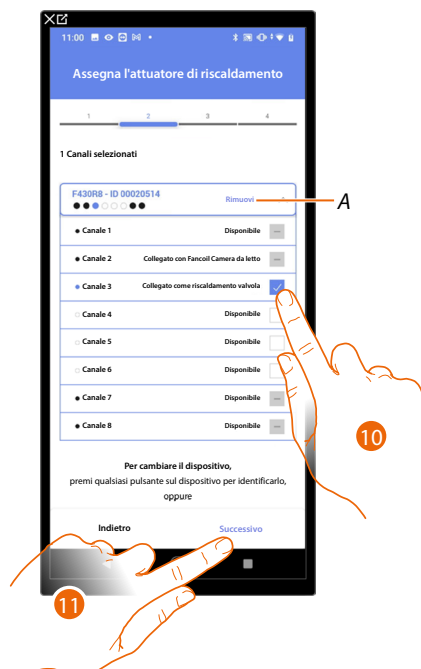 11:00
Assegna l'attuatore di riscaldamento
1 2 3 4
1 Canali selezionati
F430R8 - ID 00020514 Rimuovi
A
Canale 1 Disponibile
Canale 2 Collegato con Fancoil Camera da letto
Canale 3 Collegato come riscaldamento valvola
Canale 4 Disponibile
Canale 5 Disponibile
Canale 6 Disponibile
Canale 7 Disponibile
Canale 8 Disponibile
10
Per cambiare il dispositivo,
premi qualsiasi pulsante sul dispositivo per identificarlo,
oppure
Indietro Successivo
11